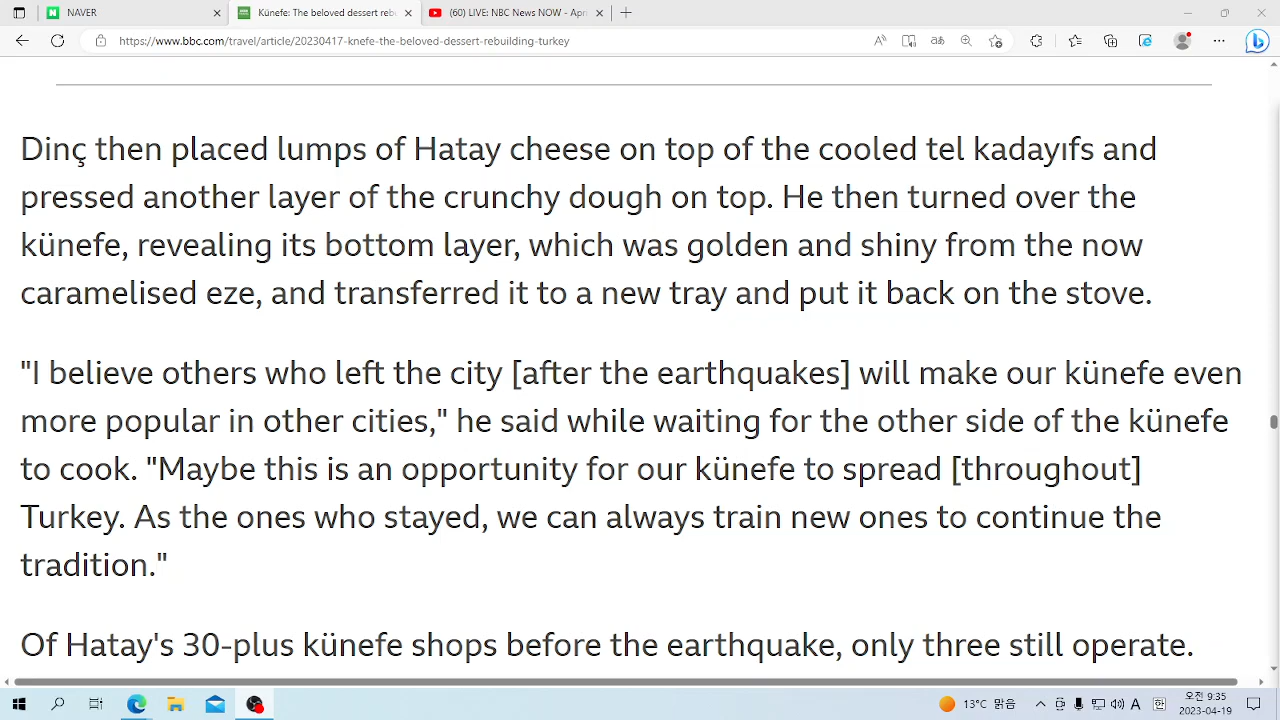 NAVER
Künefe: The beloved dessert reb
(60) LIVE: NBC News NOW - Apri
https://www.bbc.com/travel/article/20230417-knefe-the-beloved-dessert-rebuilding-turkey
Dinç then placed lumps of Hatay cheese on top of the cooled tel kadayıfs and
pressed another layer of the crunchy dough on top. He then turned over the
künefe, revealing its bottom layer, which was golden and shiny from the now
caramelised eze, and transferred it to a new tray and put it back on the stove.
"I believe others who left the city [after the earthquakes] will make our künefe even
more popular in other cities," he said while waiting for the other side of the künefe
to cook. "Maybe this is an opportunity for our künefe to spread [throughout]
Turkey. As the ones who stayed, we can always train new ones to continue the
tradition."
Of Hatay's 30-plus künefe shops before the earthquake, only three still operate.
13°C 맑음
A
오전 9:35
2023-04-19